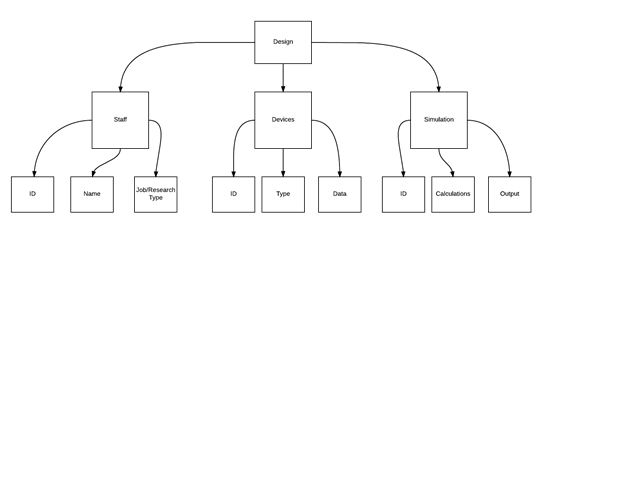 Design
Staff
Devices
Simulation
ID
Name
Job/Research
Type
ID
Type
Data
ID
Calculations
Output